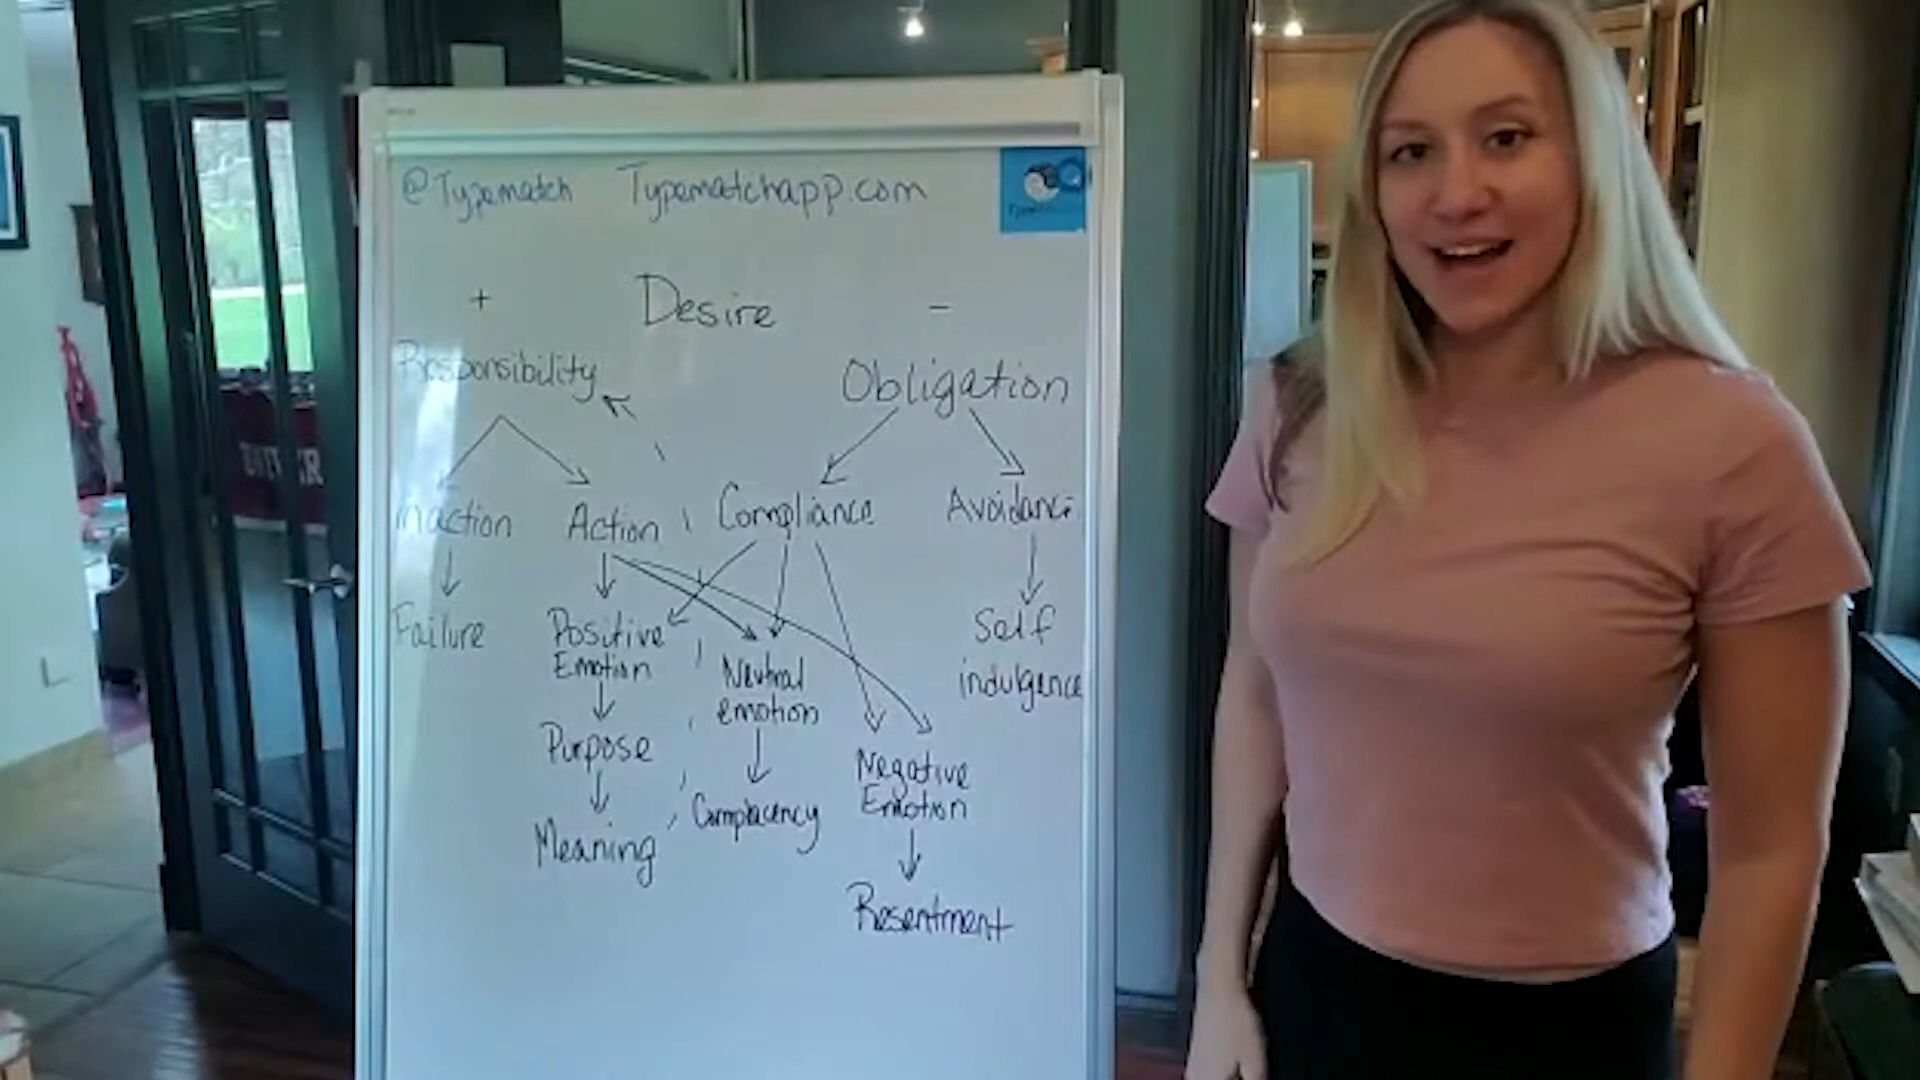 @Typematch Typematchapp.com
+ Desire -
Responsibility
Obligation
Inaction Action Compliance Avoidance
Failure Positive Emotion
Neutral emotion
Self indulgence
Purpose
Complacency
Negative Emotion
Meaning
Resentment